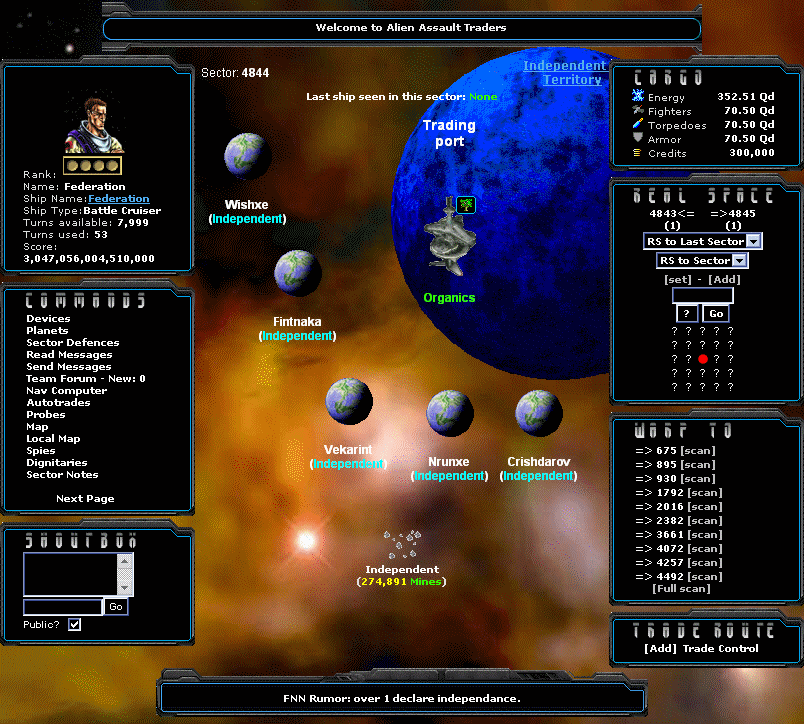 Welcome to Alien Assault Traders
Rank:
Name: Federation
Ship Name:Federation
Ship Type:Battle Cruiser
Turns available: 7,999
Turns used: 53
Score:
3,047,056,004,510,000
COMMANDS
Devices
Planets
Sector Defences
Read Messages
Send Messages
Team Forum - New: 0
Nav Computer
Autotrades
Probes
Map
Local Map
Spies
Dignitaries
Sector Notes
Next Page
SHOUTBOX
Go
Public?
Sector: 4844
Independent
Territory
Last ship seen in this sector: None
Trading
port
Organics
Wishxe
(Independent)
Fintnaka
(Independent)
Vekarint
(Independent)
Nrunxe
(Independent)
Crishdarov
(Independent)
Independent
(274,891 Mines)
CARGO
Energy 352.51 Qd
Fighters 70.50 Qd
Torpedoes 70.50 Qd
Armor 70.50 Qd
Credits 300,000
REAL SPACE
4843<= =>4845
(1) (1)
RS to Last Sector
RS to Sector
[set] - [Add]
? Go
? ? ? ? ?
? ? ? ? ?
? ? ? ?
? ? ? ? ?
? ? ? ? ?
WARP TO
=> 675 [scan]
=> 895 [scan]
=> 930 [scan]
=> 1792 [scan]
=> 2016 [scan]
=> 2382 [scan]
=> 3661 [scan]
=> 4072 [scan]
=> 4257 [scan]
=> 4492 [scan]
[Full scan]
TRADE ROUTE
[Add] Trade Control
FNN Rumor: over 1 declare independance.